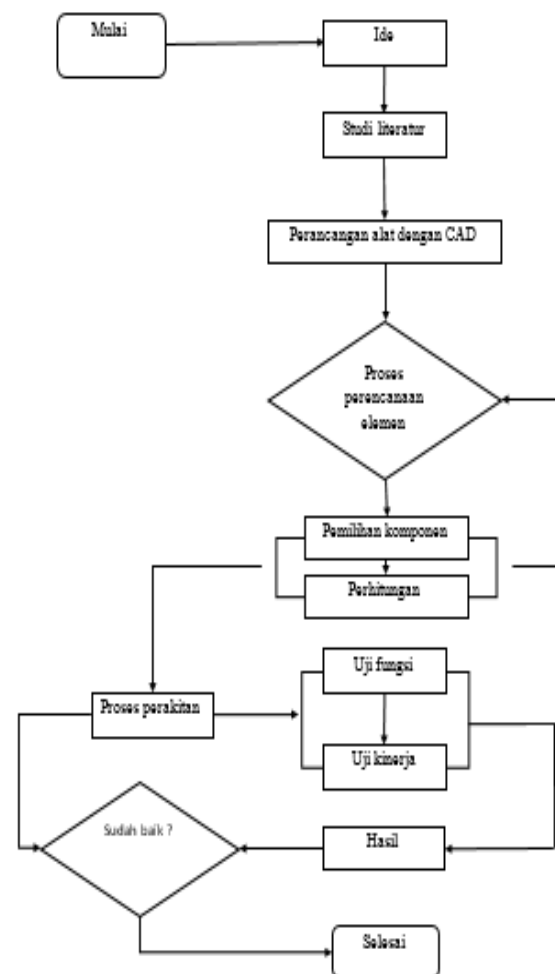 Mulai
Ide
Studi literatur
Perancangan alat dengan CAD
Proses
perencanaan
elemen
Pemilihan komponen
Perhitungan
Uji fungsi
Proses perakitan
Uji kinerja
Sudah baik ?
Hasil
Selesai